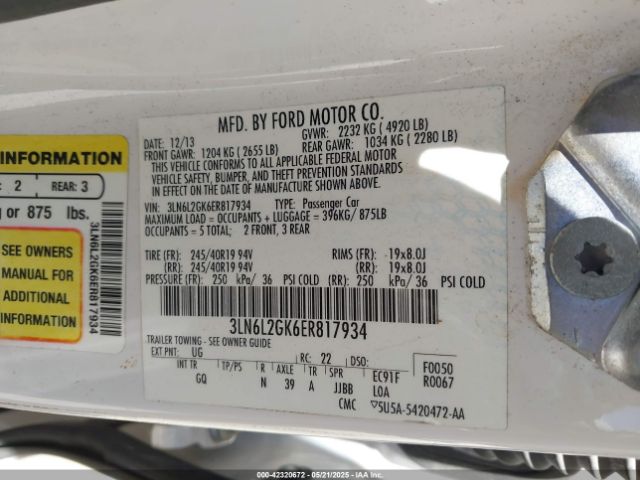 MFD. BY FORD MOTOR CO.
DATE: 12/13 GVWR: 2232 KG ( 4920 LB)
FRONT GAWR: 1204 KG ( 2655 LB) REAR GAWR: 1034 KG ( 2280 LB)
THIS VEHICLE CONFORMS TO ALL APPLICABLE FEDERAL MOTOR
VEHICLE SAFETY, BUMPER, AND THEFT PREVENTION STANDARDS
IN EFFECT ON THE DATE OF MANUFACTURE SHOWN ABOVE
VIN: 3LN6L2GK6ER817934 TYPE: Passenger Car
MAXIMUM LOAD = OCCUPANTS + LUGGAGE = 396KG/ 875LB
OCCUPANTS = 5 TOTAL: 2 FRONT, 3 REAR
TIRE (FR): 245/40R19 94V RIMS (FR): -19x8.0J
(RR): 245/40R19 94V (RR): -19x8.0J
PRESSURE (FR): 250 kPa/ 36 PSI COLD (RR): 250 kPa/ 36 PSI COLD
3LN6L2GK6ER817934
TRAILER TOWING - SEE OWNER GUIDE
EXT PNT: UG RC: 22 DSO: F0050
INT TR TP/PS R AXLE TR SPR EC91F R0067
GQ N 39 A JJBB LOA
CMC 5U5A-5420472-AA
INFORMATION
: 2 REAR: 3
g or 875 lbs.
SEE OWNERS
MANUAL FOR
ADDITIONAL
INFORMATION
3LN6L2GK6ER817934
IAA 000-42320672 — 05/21/2025 — IAAI.COM